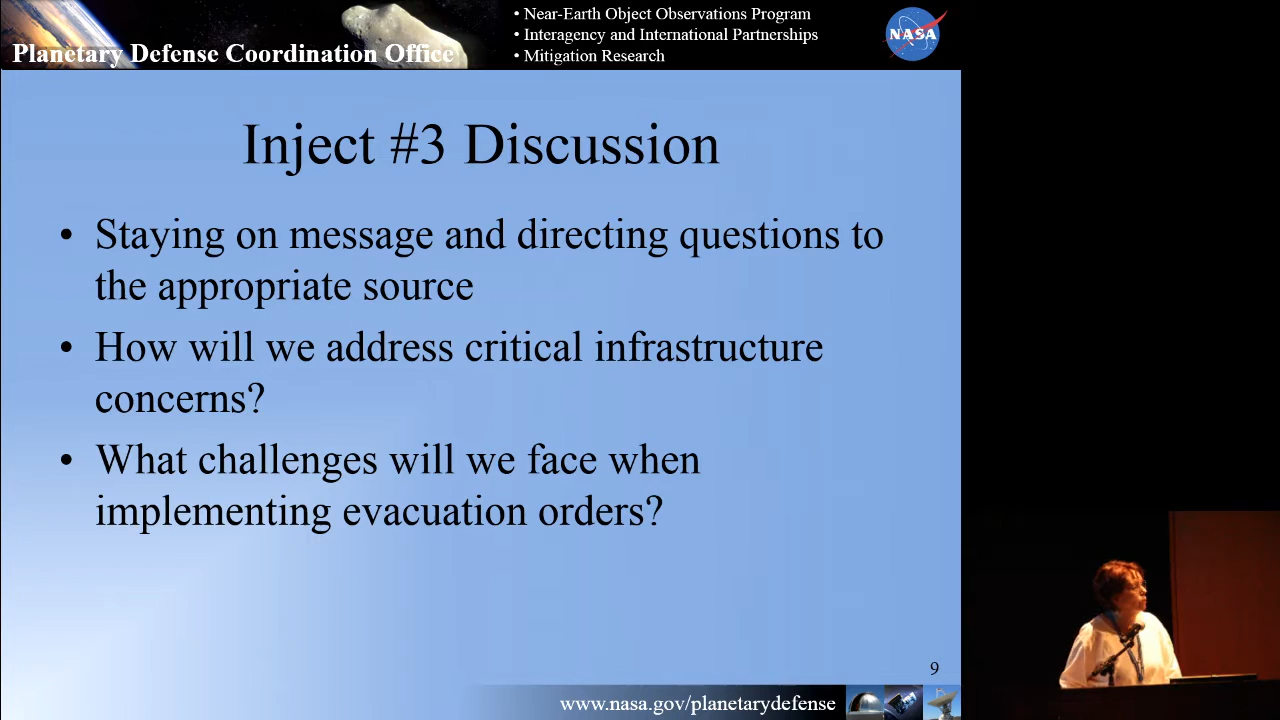 Planetary Defense Coordination Office
• Near-Earth Object Observations Program
• Interagency and International Partnerships
• Mitigation Research
NASA
Inject #3 Discussion
• Staying on message and directing questions to
the appropriate source
• How will we address critical infrastructure
concerns?
• What challenges will we face when
implementing evacuation orders?
9
www.nasa.gov/planetarydefense